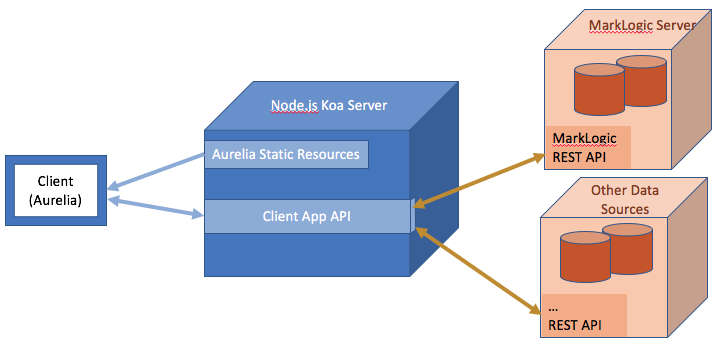 MarkLogic Server
Node.js Koa Server
Aurelia Static Resources
MarkLogic
REST API
Client
(Aurelia)
Client App API
Other Data
Sources
...
REST API